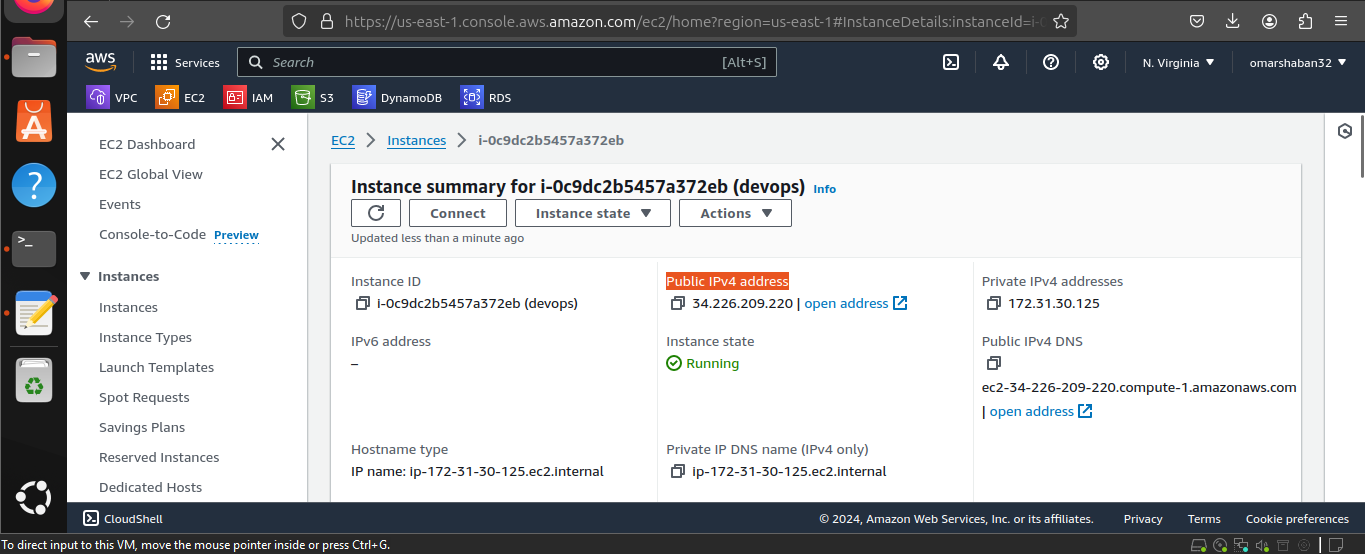 https://us-east-1.console.aws.amazon.com/ec2/home?region=us-east-1#InstanceDetails:instanceId=i-0
aws Services Search [Alt+S] N. Virginia omarshaban32
VPC EC2 IAM S3 DynamoDB RDS
EC2 Dashboard
EC2 Global View
Events
Console-to-Code Preview
Instances
Instances
Instance Types
Launch Templates
Spot Requests
Savings Plans
Reserved Instances
Dedicated Hosts
EC2 > Instances > i-0c9dc2b5457a372eb
Instance summary for i-0c9dc2b5457a372eb (devops) Info
Connect Instance state Actions
Updated less than a minute ago
Instance ID
i-0c9dc2b5457a372eb (devops)
Public IPv4 address
34.226.209.220 | open address
Private IPv4 addresses
172.31.30.125
IPv6 address
–
Instance state
Running
Public IPv4 DNS
ec2-34-226-209-220.compute-1.amazonaws.com
| open address
Hostname type
IP name: ip-172-31-30-125.ec2.internal
Private IP DNS name (IPv4 only)
ip-172-31-30-125.ec2.internal
CloudShell © 2024, Amazon Web Services, Inc. or its affiliates. Privacy Terms Cookie preferences
To direct input to this VM, move the mouse pointer inside or press Ctrl+G.